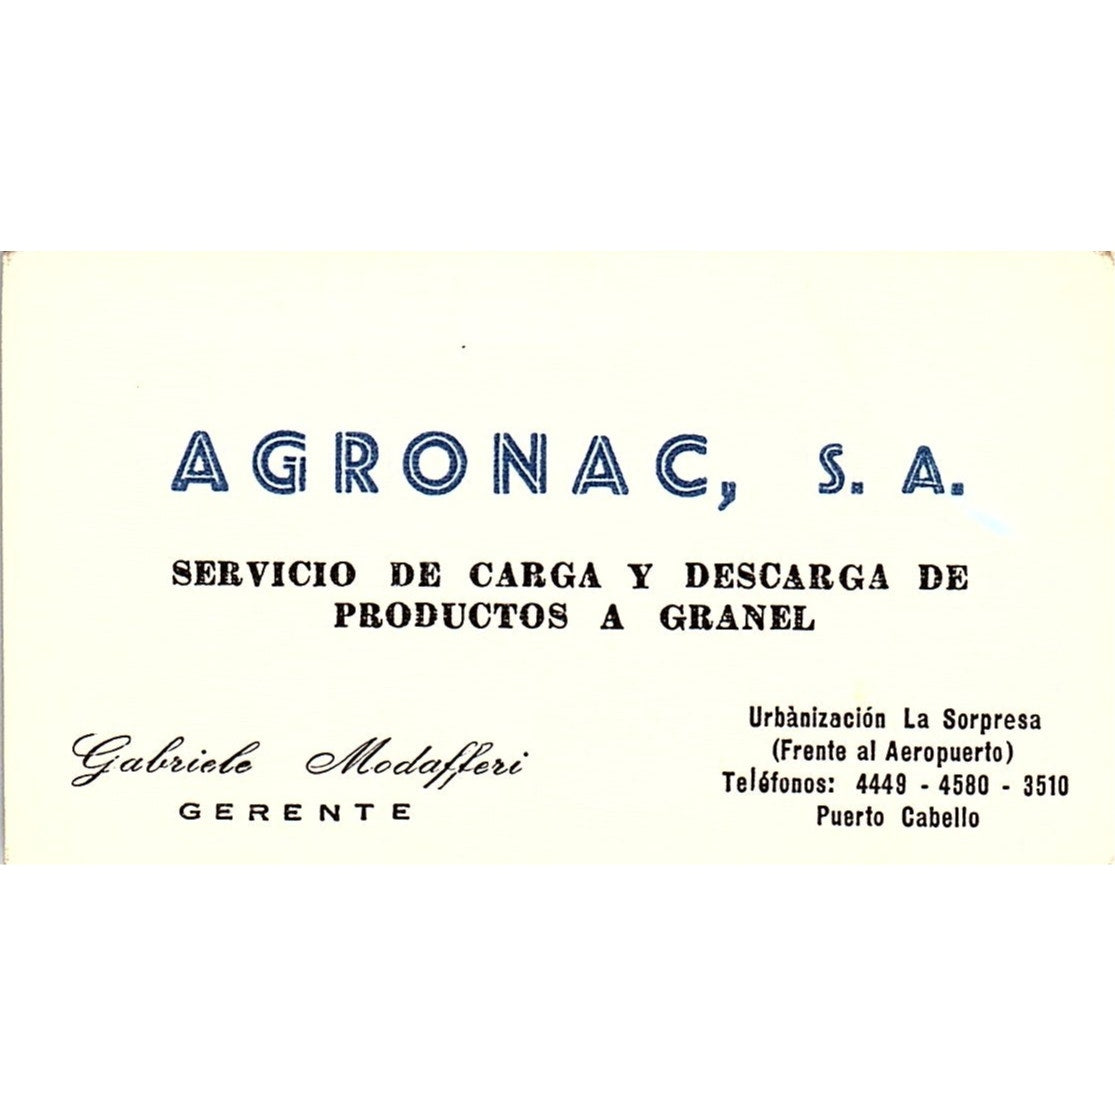 AGRONAC, S. A.
SERVICIO DE CARGA Y DESCARGA DE
PRODUCTOS A GRANEL
Gabriele Modafferi
GERENTE
Urbànización La Sorpresa
(Frente al Aeropuerto)
Teléfonos: 4449 - 4580 - 3510
Puerto Cabello